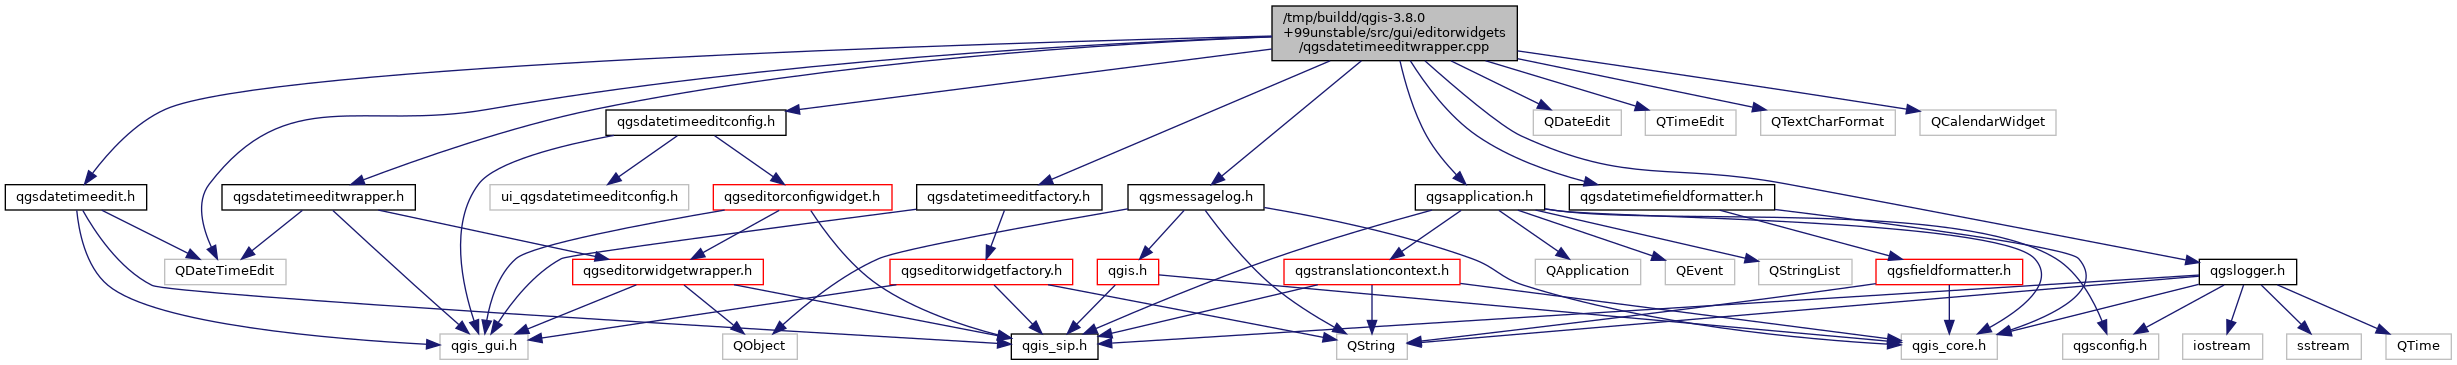 /tmp/buildd/qgis-3.8.0
+99unstable/src/gui/editorwidgets
/qgsdatetimeeditwrapper.cpp
qgsdatetimeeditconfig.h
QDateEdit
QTimeEdit
QTextCharFormat
QCalendarWidget
qgsdatetimeedit.h
qgsdatetimeeditwrapper.h
ui_qgsdatetimeeditconfig.h
qgseditorconfigwidget.h
qgsdatetimeeditfactory.h
qgsmessagelog.h
qgsapplication.h
qgsdatetimefieldformatter.h
QDateTimeEdit
qgseditorwidgetwrapper.h
qgseditorwidgetfactory.h
qgis.h
qgstranslationcontext.h
QApplication
QEvent
QStringList
qgsfieldformatter.h
qgslogger.h
qgis_gui.h
QObject
qgis_sip.h
QString
qgis_core.h
qgsconfig.h
iostream
sstream
QTime